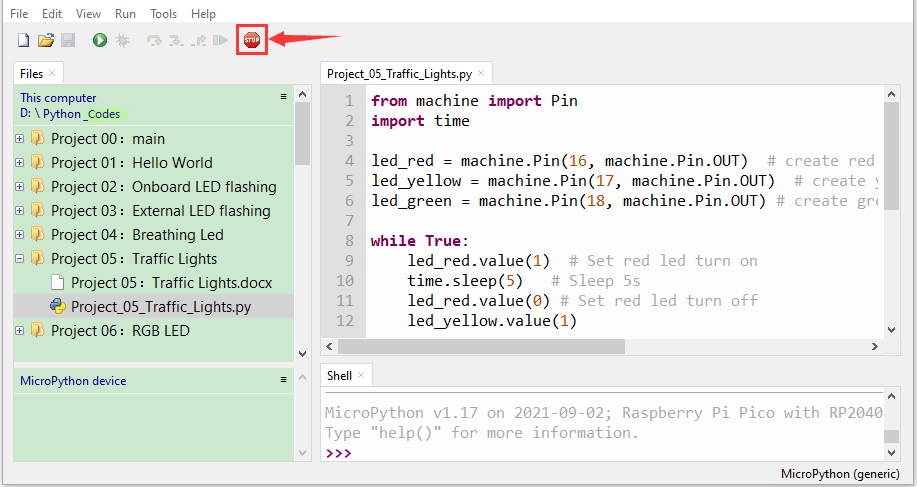 File Edit View Run Tools Help
STOP
Files
This computer
D: \ Python _Codes
Project 00：main
Project 01：Hello World
Project 02：Onboard LED flashing
Project 03：External LED flashing
Project 04：Breathing Led
Project 05：Traffic Lights
Project 05：Traffic Lights.docx
Project_05_Traffic_Lights.py
Project 06：RGB LED
MicroPython device
Project_05_Traffic_Lights.py
1 from machine import Pin
2 import time
3
4 led_red = machine.Pin(16, machine.Pin.OUT)  # create red
5 led_yellow = machine.Pin(17, machine.Pin.OUT)  # create y
6 led_green = machine.Pin(18, machine.Pin.OUT) # create gre
7
8 while True:
9     led_red.value(1)  # Set red led turn on
10     time.sleep(5)   # Sleep 5s
11     led_red.value(0) # Set red led turn off
12     led_yellow.value(1)
Shell
MicroPython v1.17 on 2021-09-02; Raspberry Pi Pico with RP2040
Type "help()" for more information.
>>>
MicroPython (generic)